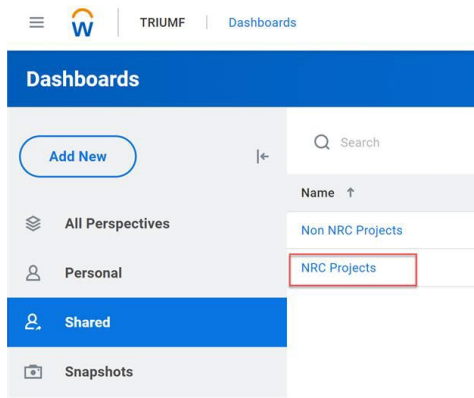 TRIUMF
Dashboards
Dashboards
Add New
Search
Name
All Perspectives
Non NRC Projects
Personal
NRC Projects
Shared
Snapshots